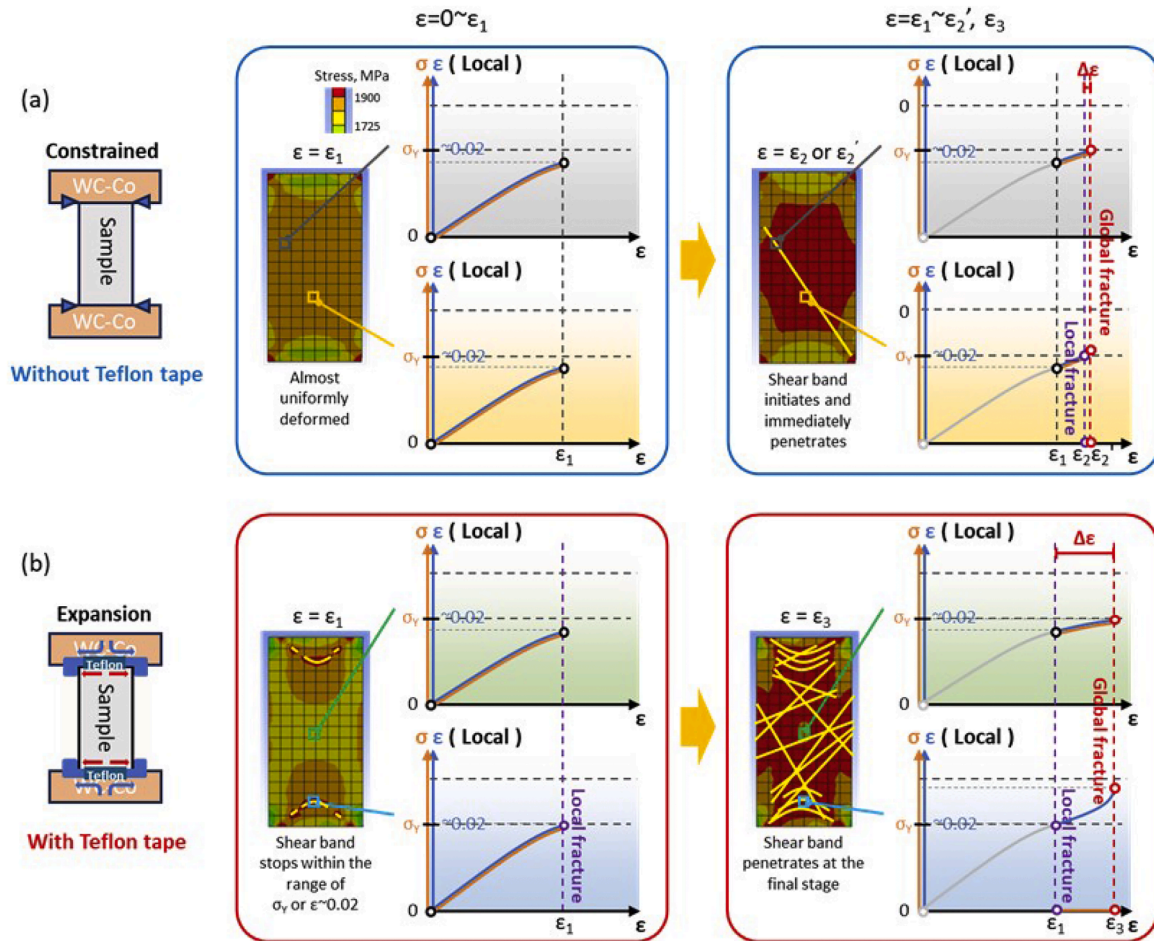 ε=0~ε₁
ε=ε₁~ε₂′, ε₃
(a)
Constrained
WC-Co
Sample
WC-Co
Without Teflon tape
Stress, MPa
1900
1725
ε = ε₁
Almost
uniformly
deformed
σ ε ( Local )
σY
~0.02
0
ε
σ ε ( Local )
σY
~0.02
0
ε₁
ε
ε = ε₂ or ε₂′
Shear band
initiates and
immediately
penetrates
σ ε ( Local )
Δε
0
σY
~0.02
0
ε
σ ε ( Local )
0
σY
~0.02
0
Local fracture
Global fracture
ε₁
ε₂
ε₂′
ε
(b)
Expansion
WC-Co
Teflon
Sample
Teflon
WC-Co
With Teflon tape
ε = ε₁
Shear band
stops within the
range of
σY or ε~0.02
σ ε ( Local )
σY
~0.02
0
ε
σ ε ( Local )
σY
~0.02
0
Local fracture
ε₁
ε
ε = ε₃
Shear band
penetrates at the
final stage
σ ε ( Local )
Δε
σY
~0.02
0
ε
σ ε ( Local )
σY
~0.02
0
Local fracture
Global fracture
ε₁
ε₃
ε